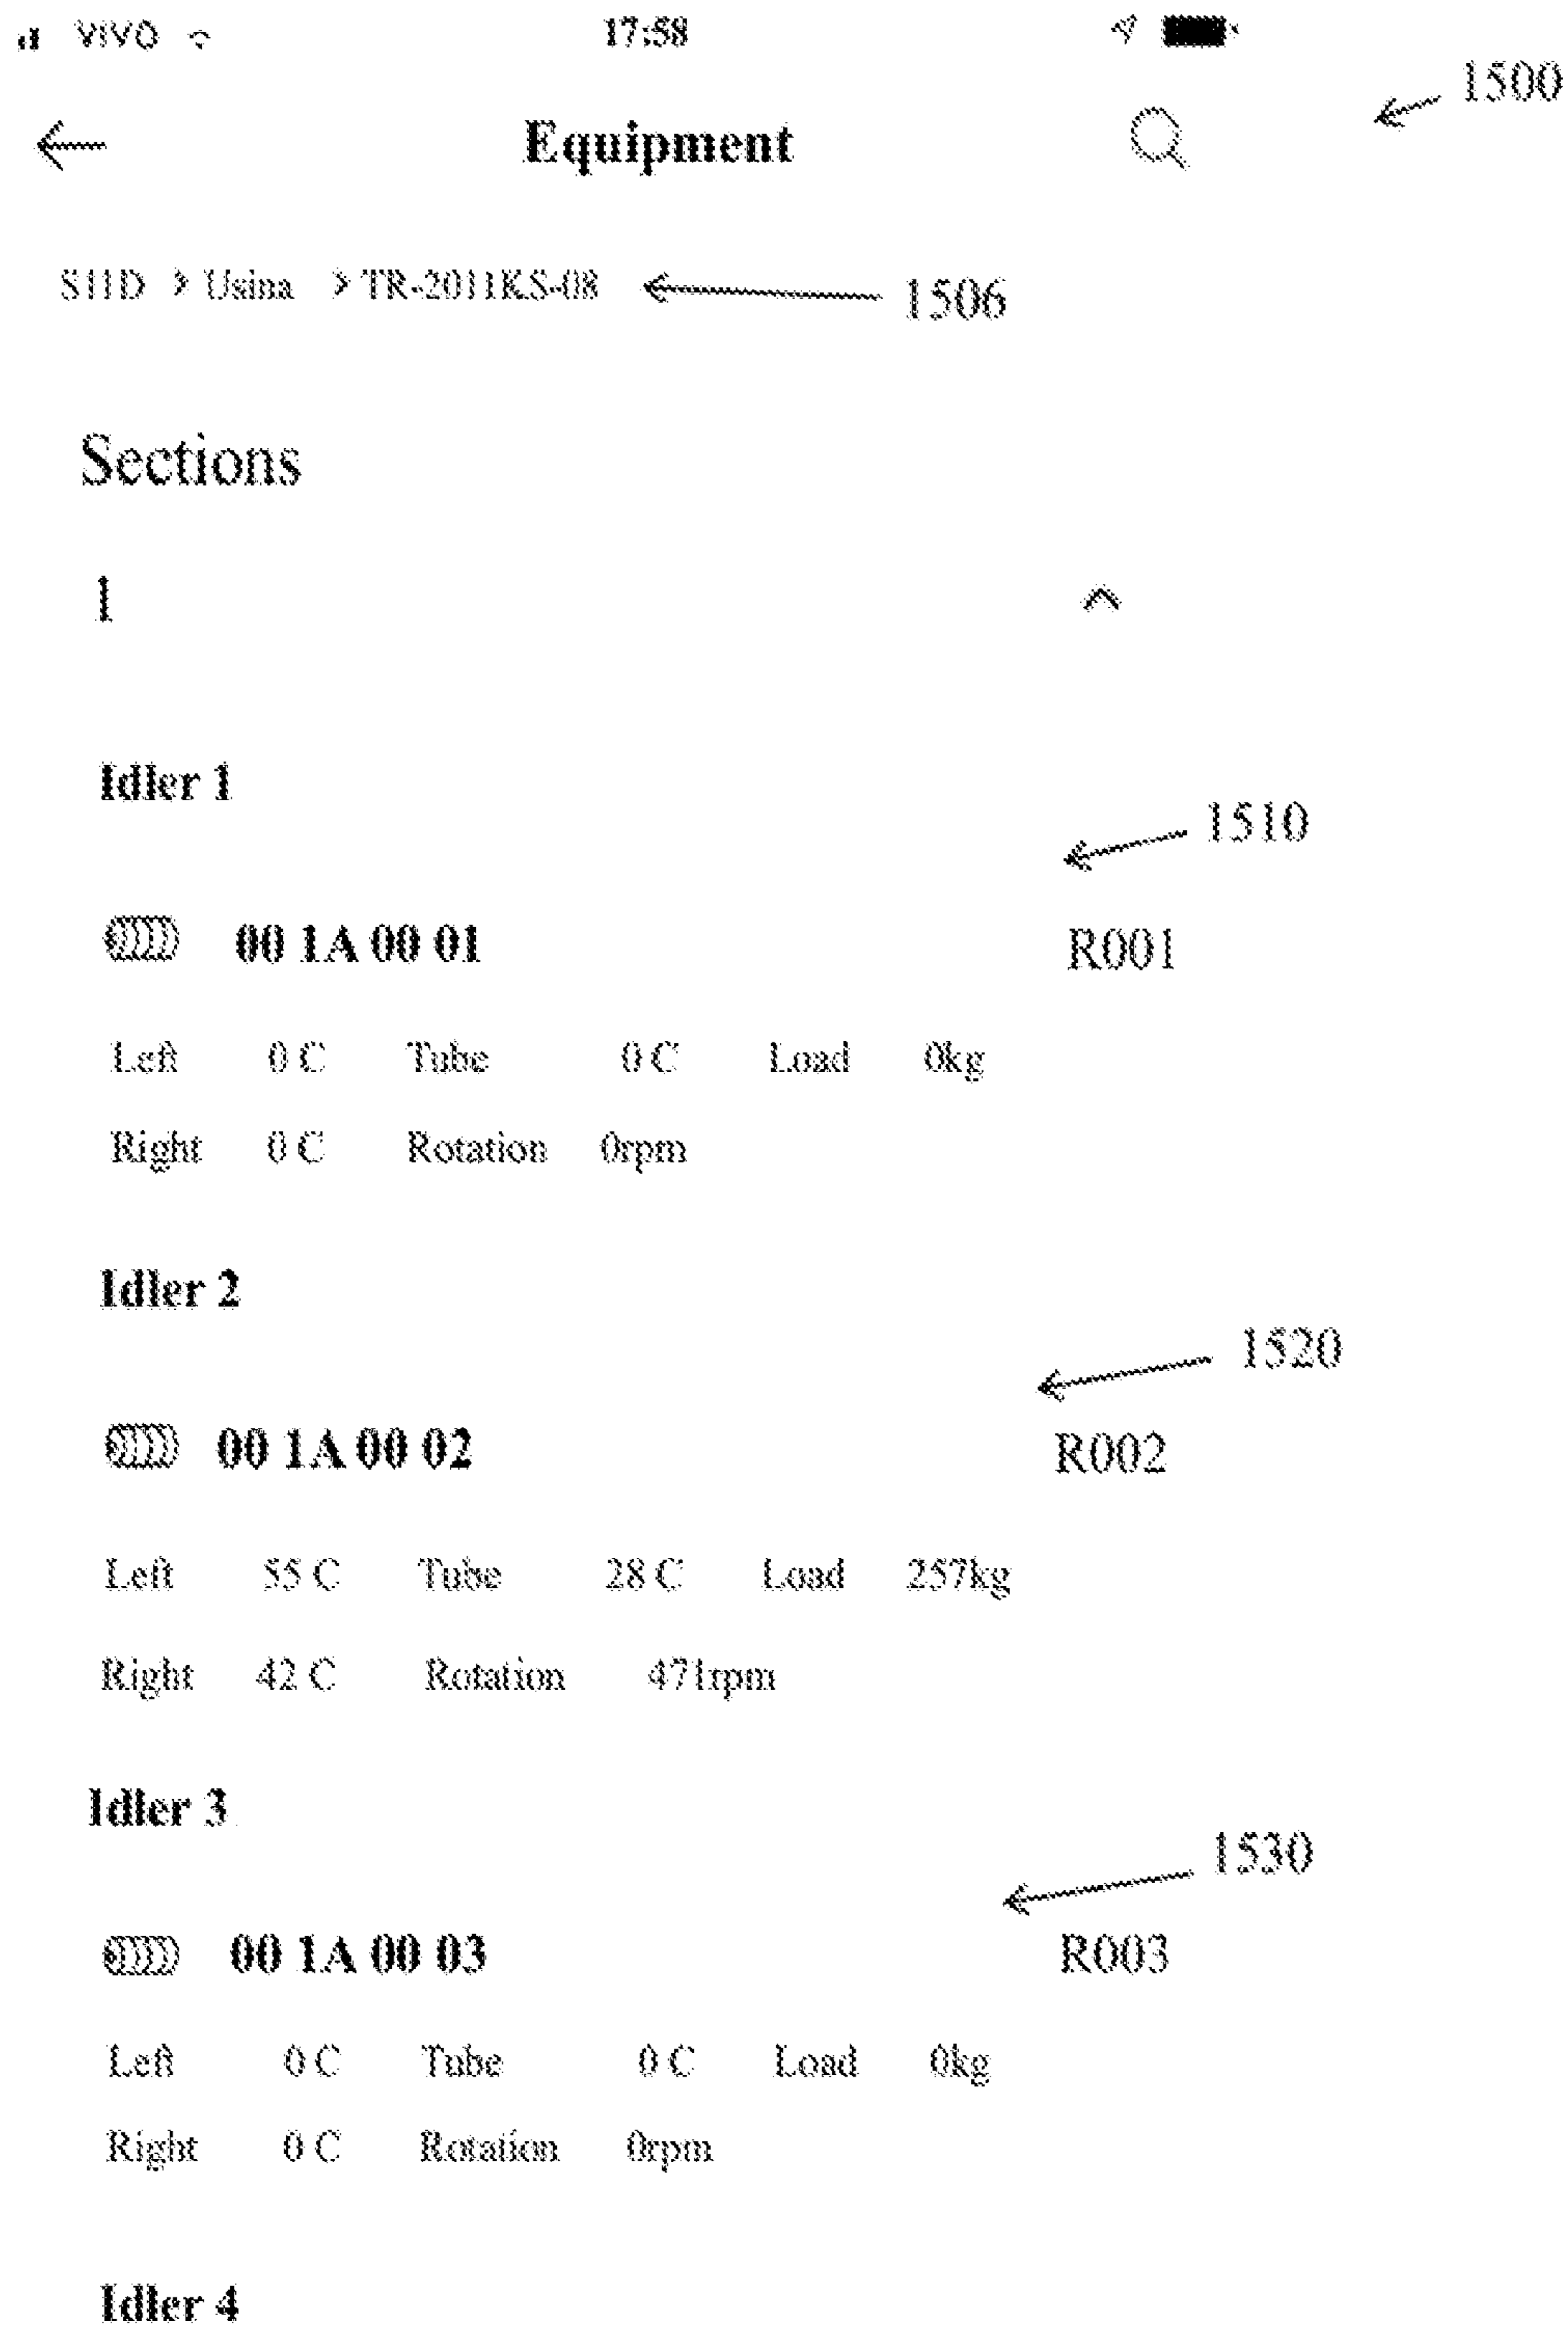 VIVO 17:58
1500
Equipment
S11D > Usina > TR-2011KS-08 1506
Sections
1
Idler 1
1510
00 1A 00 01 R001
Left 0 C Tube 0 C Load 0kg
Right 0 C Rotation 0rpm
Idler 2
1520
00 1A 00 02 R002
Left 55 C Tube 28 C Load 257kg
Right 42 C Rotation 471rpm
Idler 3
1530
00 1A 00 03 R003
Left 0 C Tube 0 C Load 0kg
Right 0 C Rotation 0rpm
Idler 4